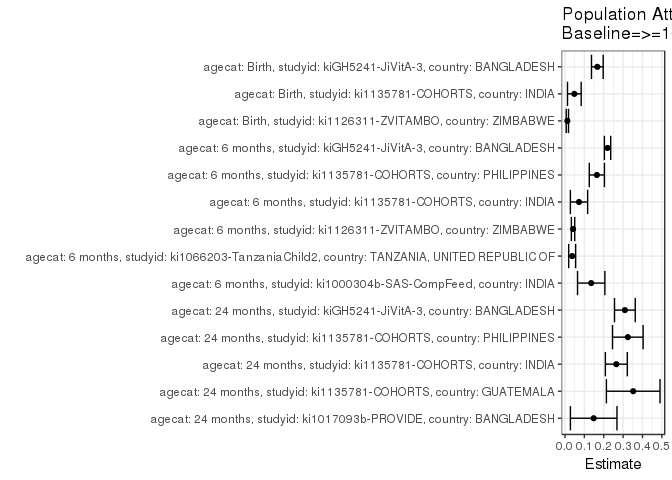 Population Att
Baseline=>=1
agecat: Birth, studyid: kiGH5241-JiVitA-3, country: BANGLADESH
agecat: Birth, studyid: ki1135781-COHORTS, country: INDIA
agecat: Birth, studyid: ki1126311-ZVITAMBO, country: ZIMBABWE
agecat: 6 months, studyid: kiGH5241-JiVitA-3, country: BANGLADESH
agecat: 6 months, studyid: ki1135781-COHORTS, country: PHILIPPINES
agecat: 6 months, studyid: ki1135781-COHORTS, country: INDIA
agecat: 6 months, studyid: ki1126311-ZVITAMBO, country: ZIMBABWE
agecat: 6 months, studyid: ki1066203-TanzaniaChild2, country: TANZANIA, UNITED REPUBLIC OF
agecat: 6 months, studyid: ki1000304b-SAS-CompFeed, country: INDIA
agecat: 24 months, studyid: kiGH5241-JiVitA-3, country: BANGLADESH
agecat: 24 months, studyid: ki1135781-COHORTS, country: PHILIPPINES
agecat: 24 months, studyid: ki1135781-COHORTS, country: INDIA
agecat: 24 months, studyid: ki1135781-COHORTS, country: GUATEMALA
agecat: 24 months, studyid: ki1017093b-PROVIDE, country: BANGLADESH
0.0 0.1 0.2 0.3 0.4 0.5
Estimate